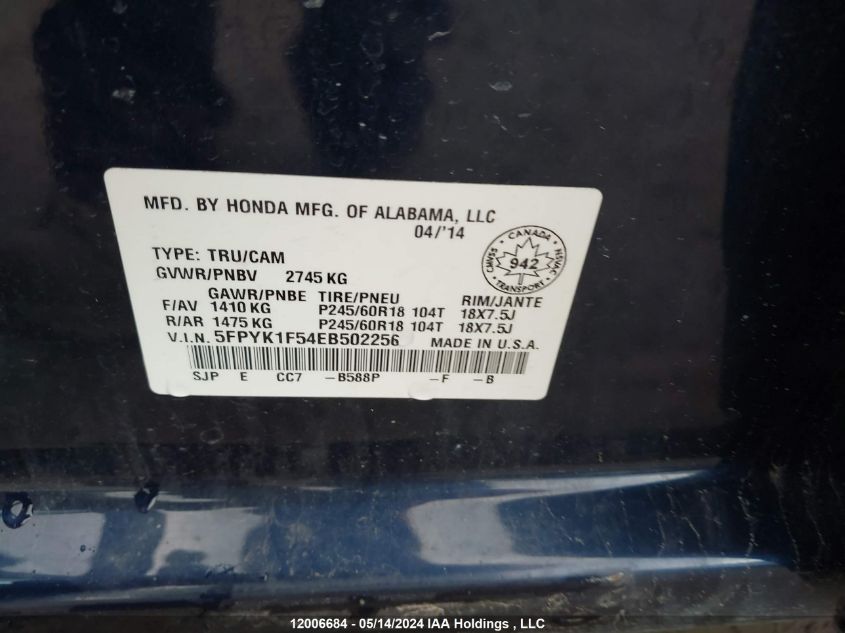 MFD. BY HONDA MFG. OF ALABAMA, LLC
04/'14
TYPE: TRU/CAM
GVWR/PNBV 2745 KG
GAWR/PNBE TIRE/PNEU RIM/JANTE
F/AV 1410 KG P245/60R18 104T 18X7.5J
R/AR 1475 KG P245/60R18 104T 18X7.5J
V.I.N. 5FPYK1F54EB502256 MADE IN U.S.A.
SJP E CC7 -B588P -F -B
CANADA
CMVSS 942 NSVAC
TRANSPORT
12006684 - 05/14/2024 IAA Holdings , LLC